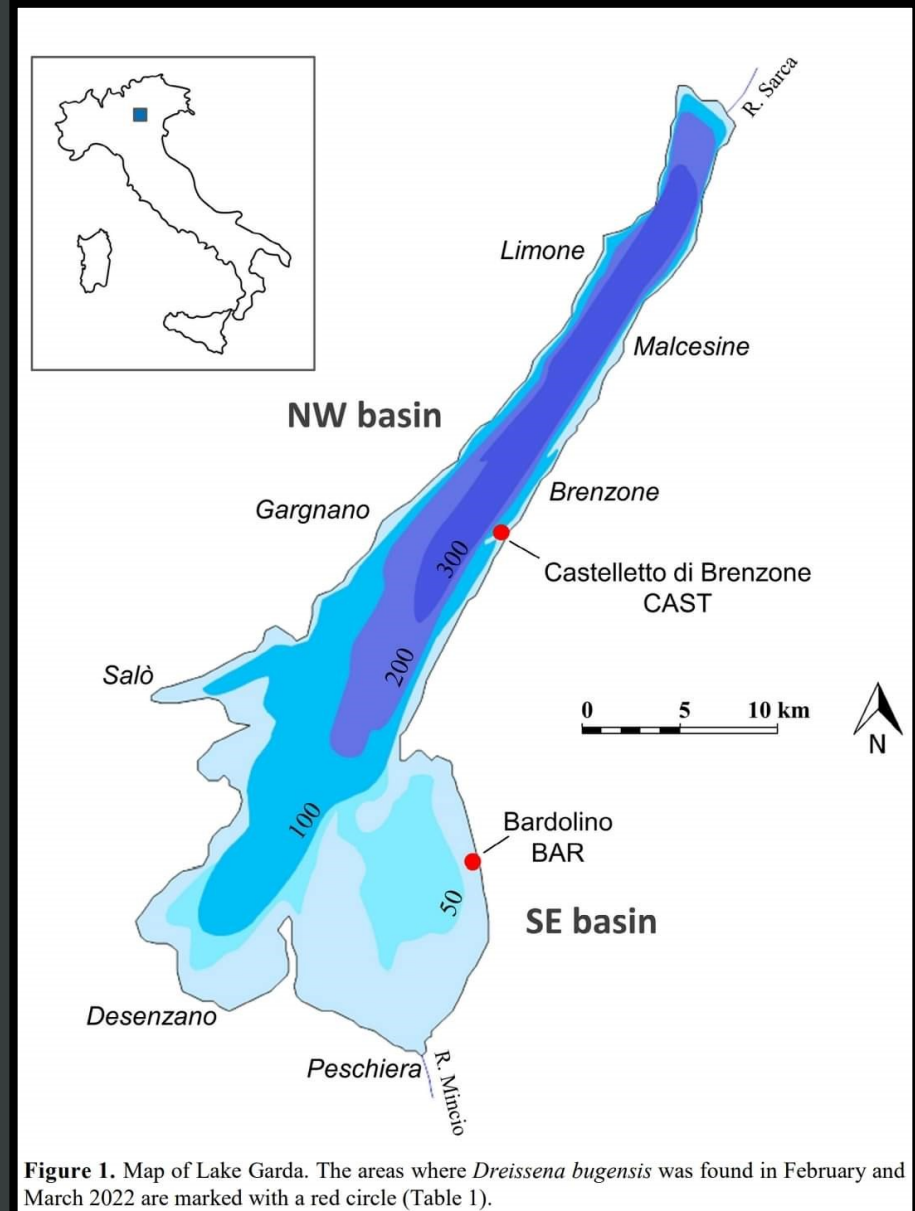 R. Sarca
Limone
Malcesine
NW basin
Brenzone
Gargnano
300
Castelletto di Brenzone
CAST
200
Salò
0 5 10 km
N
100
Bardolino
BAR
50
SE basin
Desenzano
Peschiera
R. Mincio
Figure 1. Map of Lake Garda. The areas where Dreissena bugensis was found in February and
March 2022 are marked with a red circle (Table 1).